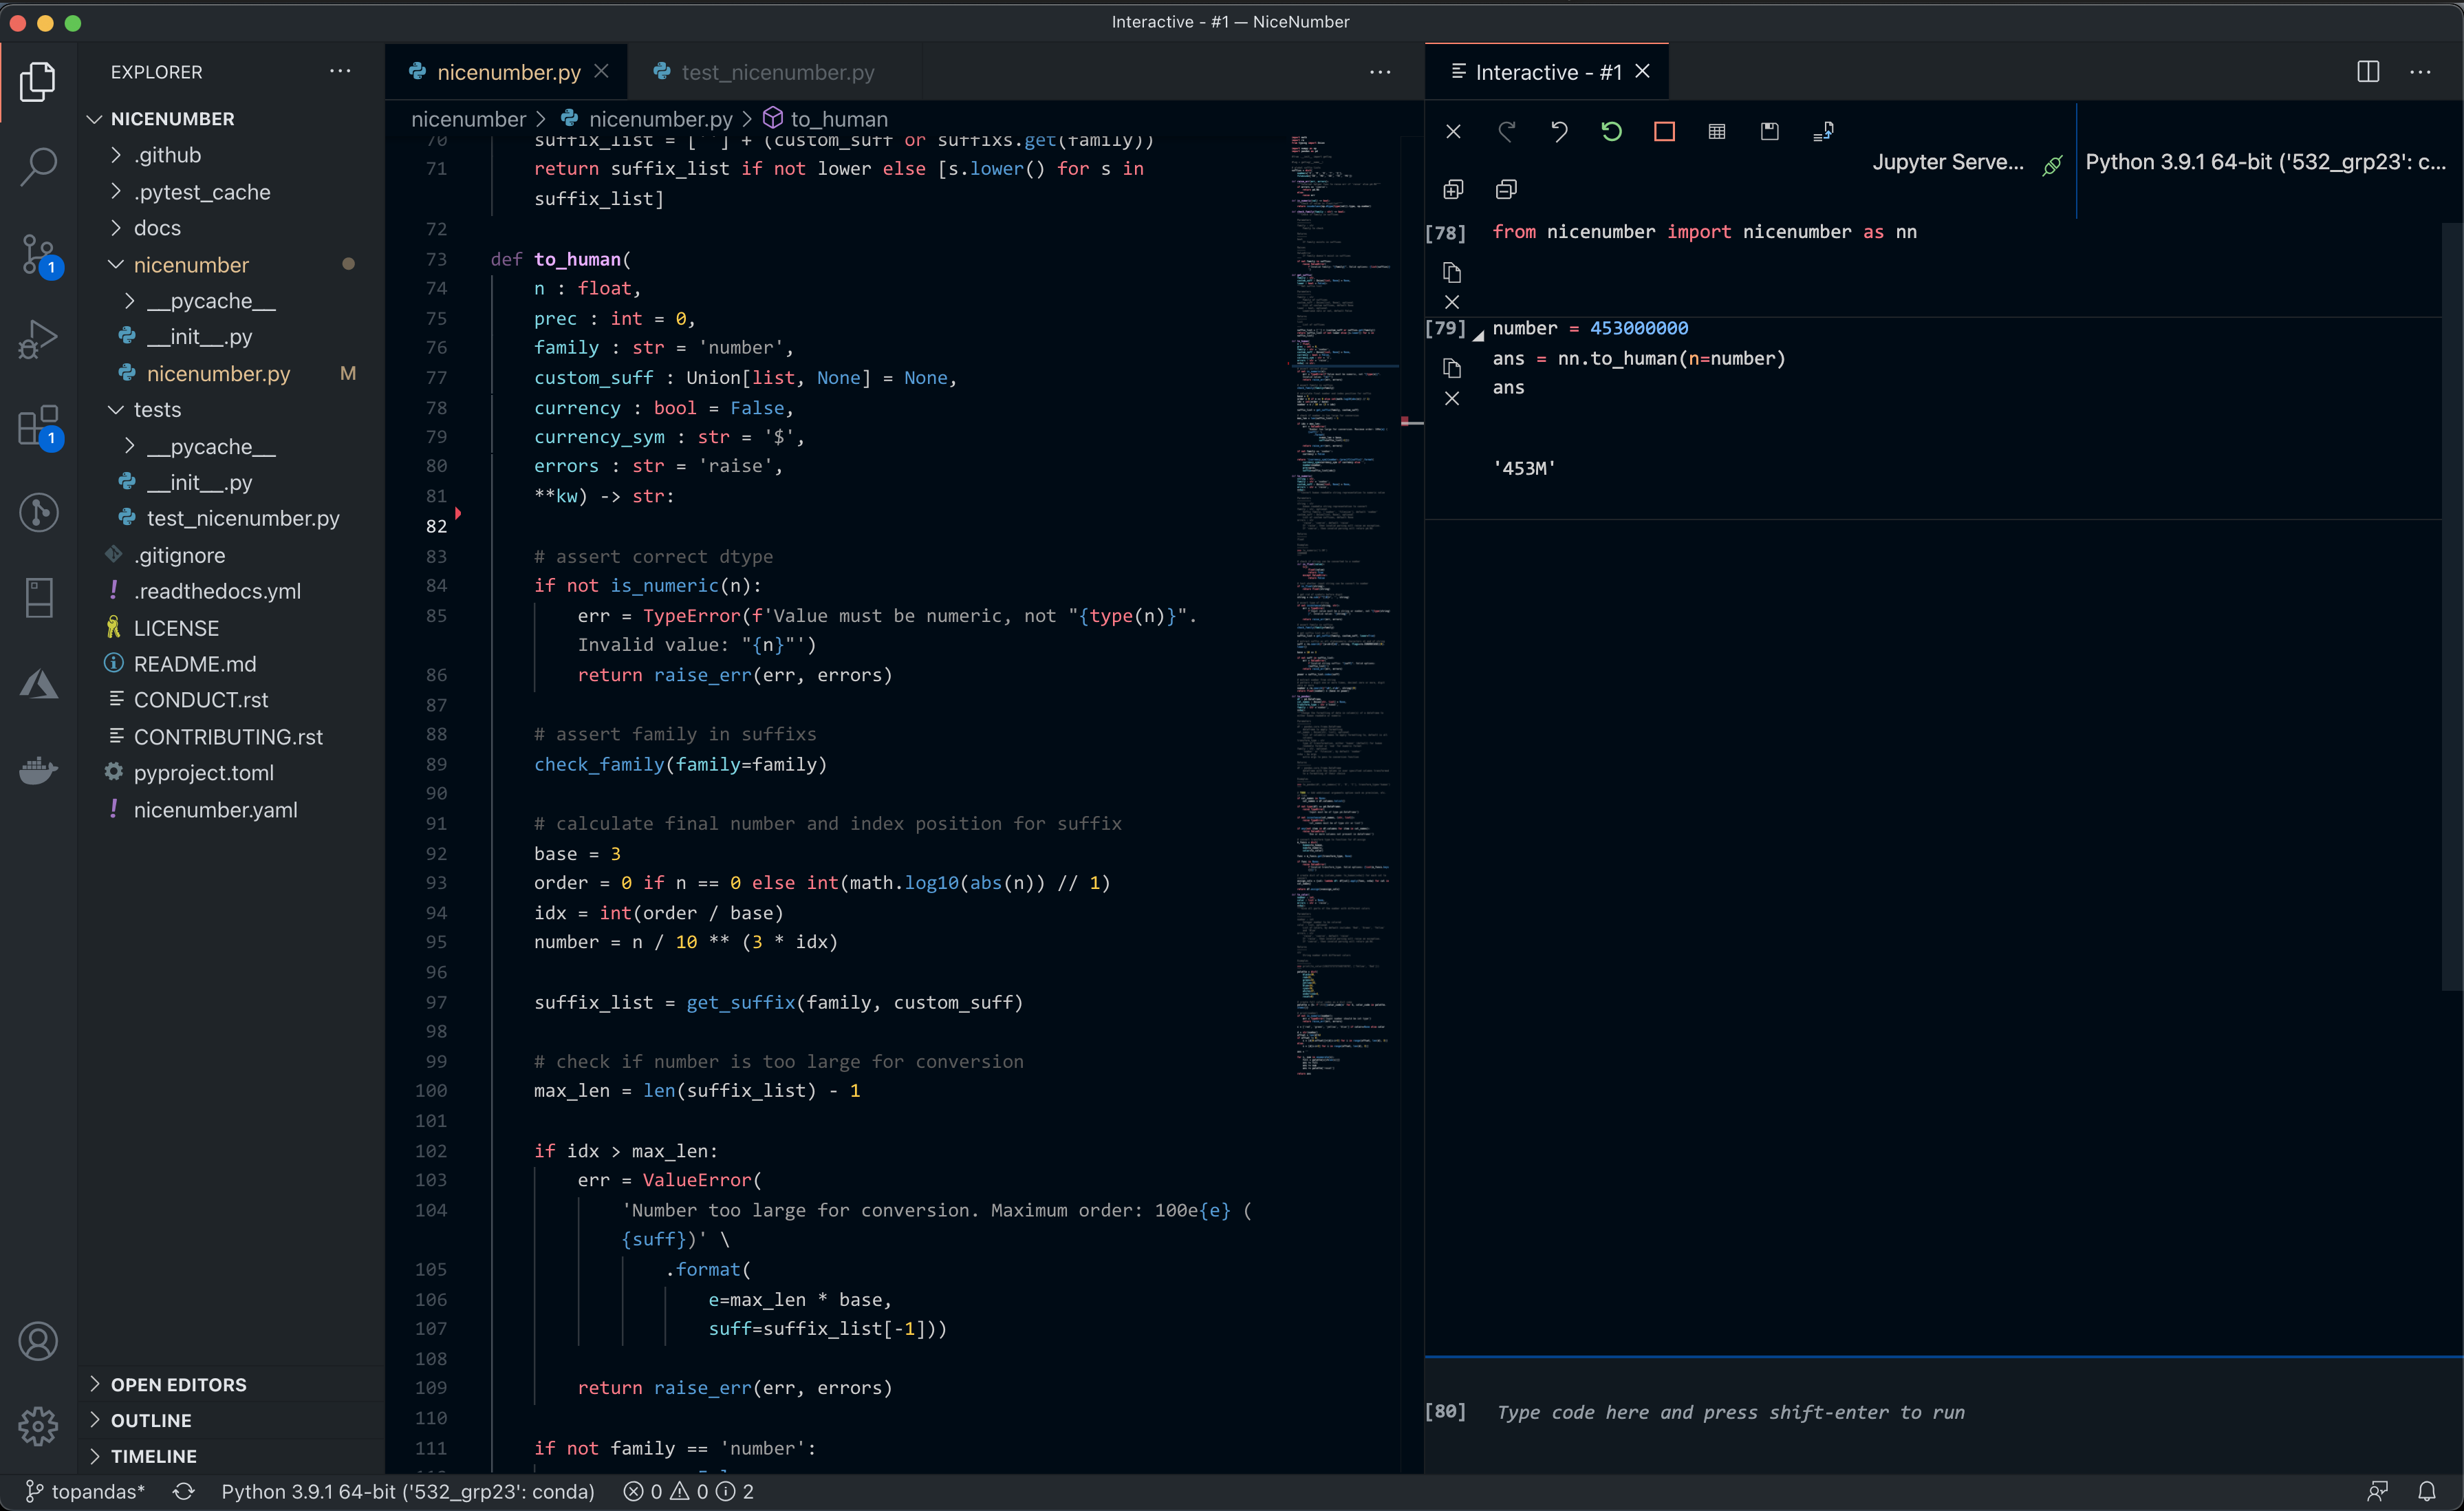 Interactive - #1 — NiceNumber
EXPLORER
NICENUMBER
.github
.pytest_cache
docs
nicenumber
__pycache__
__init__.py
nicenumber.py M
tests
__pycache__
__init__.py
test_nicenumber.py
.gitignore
.readthedocs.yml
LICENSE
README.md
CONDUCT.rst
CONTRIBUTING.rst
pyproject.toml
nicenumber.yaml
OPEN EDITORS
OUTLINE
TIMELINE
1
1
nicenumber.py
test_nicenumber.py
nicenumber > nicenumber.py > to_human
70 suffix_list = [''] + (custom_suff or suffixs.get(family))
71 return suffix_list if not lower else [s.lower() for s in
suffix_list]
72
73 def to_human(
74 n : float,
75 prec : int = 0,
76 family : str = 'number',
77 custom_suff : Union[list, None] = None,
78 currency : bool = False,
79 currency_sym : str = '$',
80 errors : str = 'raise',
81 **kw) -> str:
82
83 # assert correct dtype
84 if not is_numeric(n):
85 err = TypeError(f'Value must be numeric, not "{type(n)}".
Invalid value: "{n}"')
86 return raise_err(err, errors)
87
88 # assert family in suffixs
89 check_family(family=family)
90
91 # calculate final number and index position for suffix
92 base = 3
93 order = 0 if n == 0 else int(math.log10(abs(n)) // 1)
94 idx = int(order / base)
95 number = n / 10 ** (3 * idx)
96
97 suffix_list = get_suffix(family, custom_suff)
98
99 # check if number is too large for conversion
100 max_len = len(suffix_list) - 1
101
102 if idx > max_len:
103 err = ValueError(
104 'Number too large for conversion. Maximum order: 100e{e} (
{suff})' \
105 .format(
106 e=max_len * base,
107 suff=suffix_list[-1]))
108
109 return raise_err(err, errors)
110
111 if not family == 'number':
Interactive - #1
Jupyter Serve...
Python 3.9.1 64-bit ('532_grp23': c...
[78] from nicenumber import nicenumber as nn
[79] number = 453000000
ans = nn.to_human(n=number)
ans
'453M'
[80] Type code here and press shift-enter to run
topandas* Python 3.9.1 64-bit ('532_grp23': conda) 0 0 2